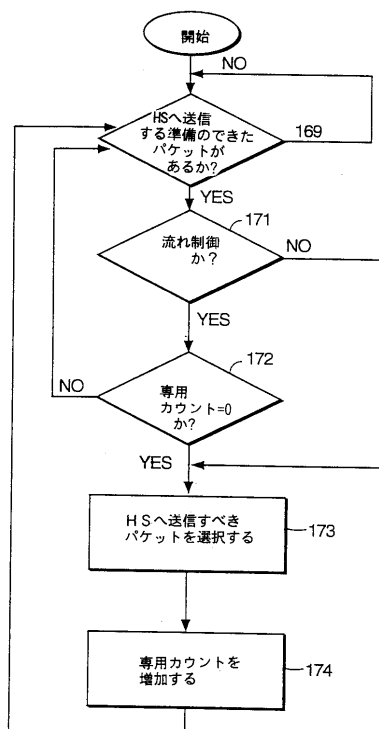 開始
NO
HSへ送信
する準備のできた
パケットが
あるか?
169
YES
171
流れ制御
か?
NO
YES
172
専用
カウント=0
か?
NO
YES
HSへ送信すべき
パケットを選択する
173
専用カウントを
増加する
174